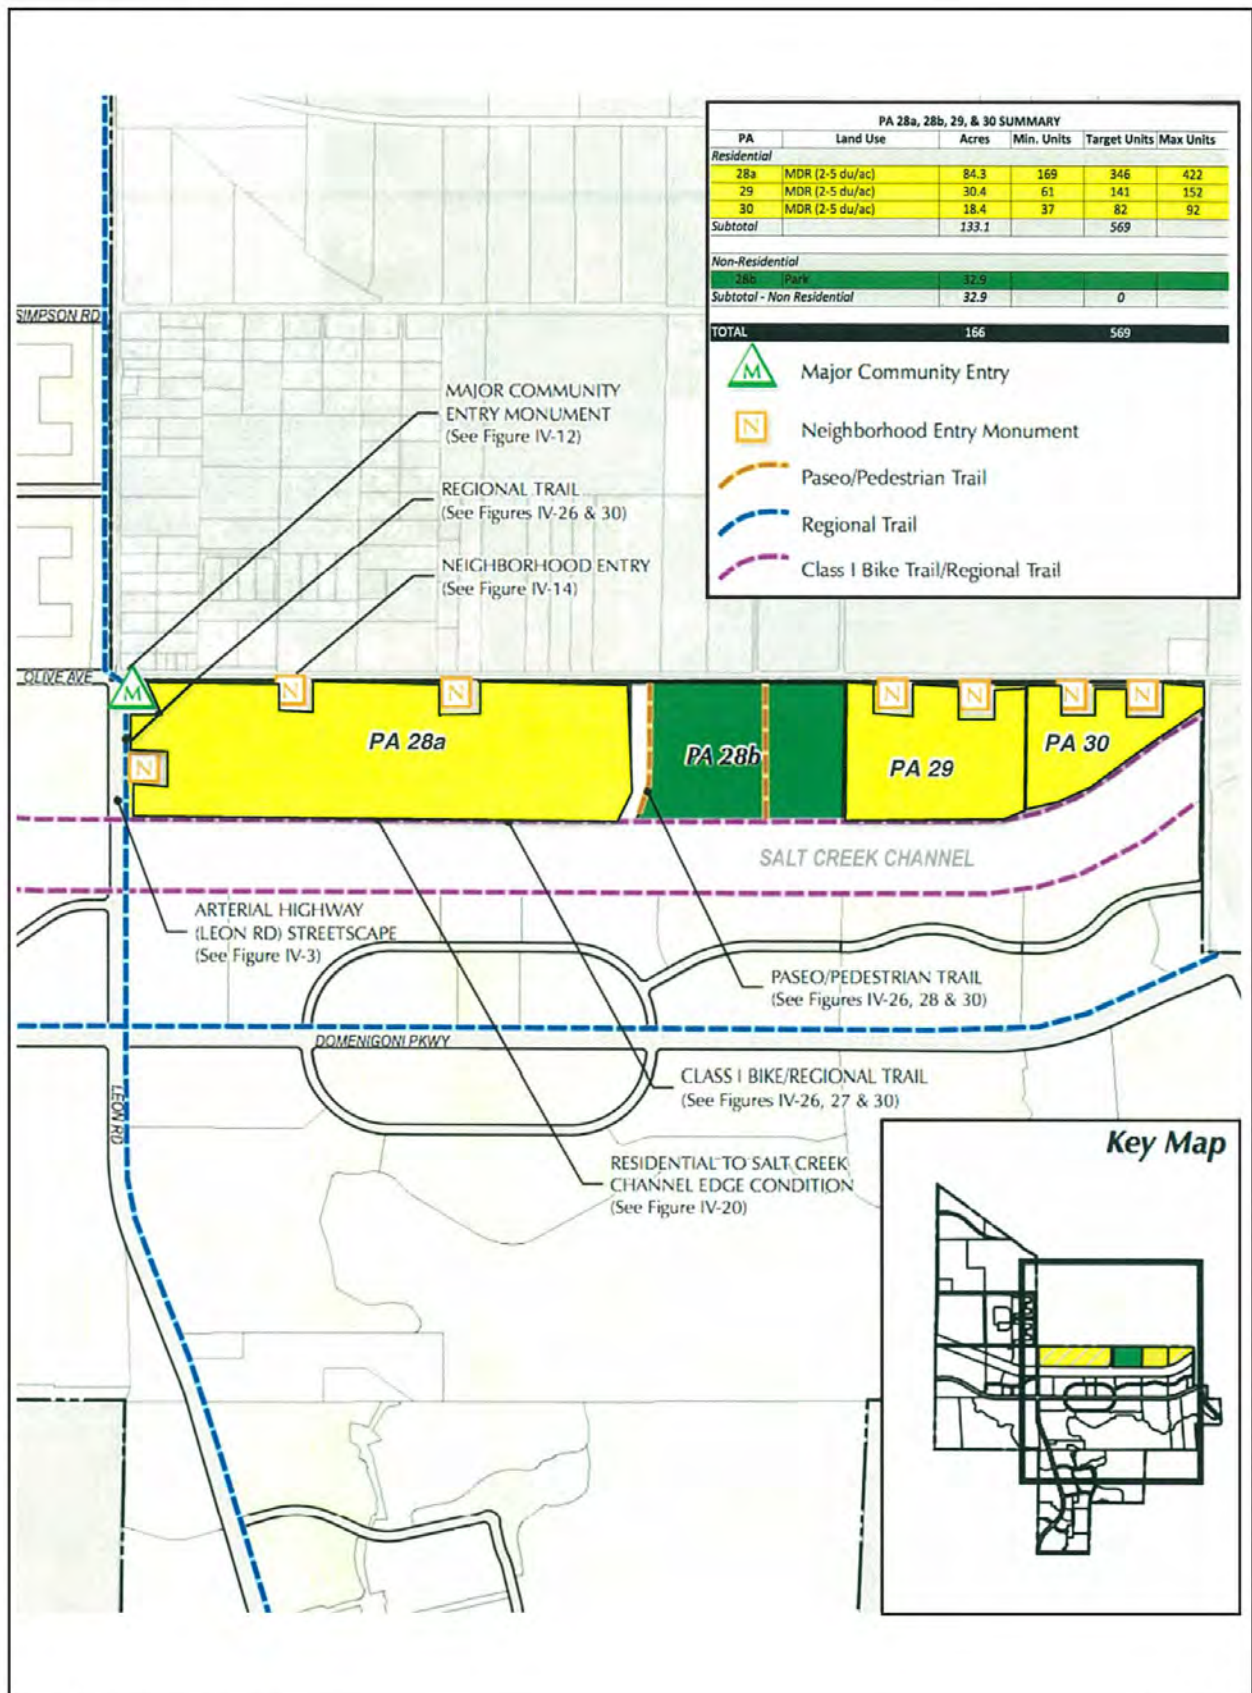 PA 28a, 28b, 29, & 30 SUMMARY
PA Land Use Acres Min. Units Target Units Max Units
Residential
28a MDR (2-5 du/ac) 84.3 169 346 422
29 MDR (2-5 du/ac) 30.4 61 141 152
30 MDR (2-5 du/ac) 18.4 37 82 92
Subtotal 133.1 569
Non-Residential
28b Park 32.9
Subtotal - Non Residential 32.9 0
TOTAL 166 569
M Major Community Entry
N Neighborhood Entry Monument
Paseo/Pedestrian Trail
Regional Trail
Class I Bike Trail/Regional Trail
SIMPSON RD
MAJOR COMMUNITY
ENTRY MONUMENT
(See Figure IV-12)
REGIONAL TRAIL
(See Figures IV-26 & 30)
NEIGHBORHOOD ENTRY
(See Figure IV-14)
OLIVE AVE
M
N
N
N
N
N
N
N
PA 28a
PA 28b
PA 29
PA 30
SALT CREEK CHANNEL
ARTERIAL HIGHWAY
(LEON RD) STREETSCAPE
(See Figure IV-3)
PASEO/PEDESTRIAN TRAIL
(See Figures IV-26, 28 & 30)
DOMENIGONI PKWY
CLASS I BIKE/REGIONAL TRAIL
(See Figures IV-26, 27 & 30)
LEON RD
RESIDENTIAL TO SALT CREEK
CHANNEL EDGE CONDITION
(See Figure IV-20)
Key Map